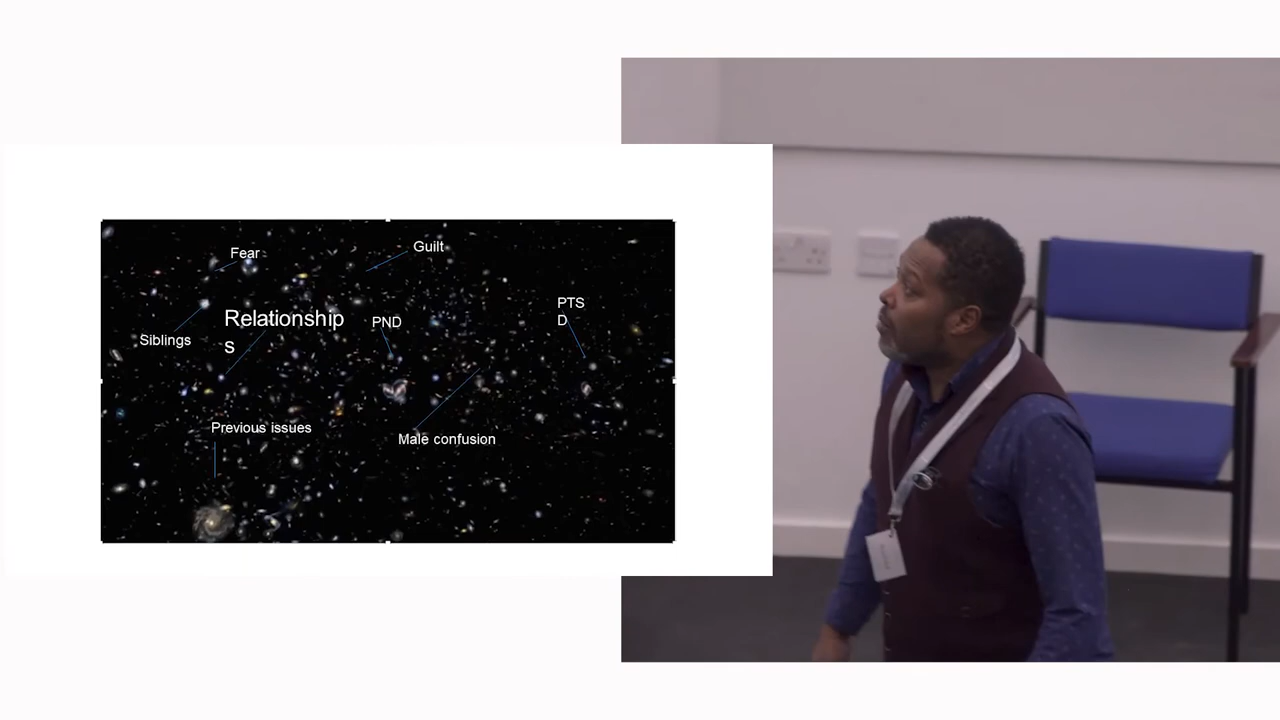 Fear
Guilt
Relationship
s
PND
PTS
D
Siblings
Previous issues
Male confusion